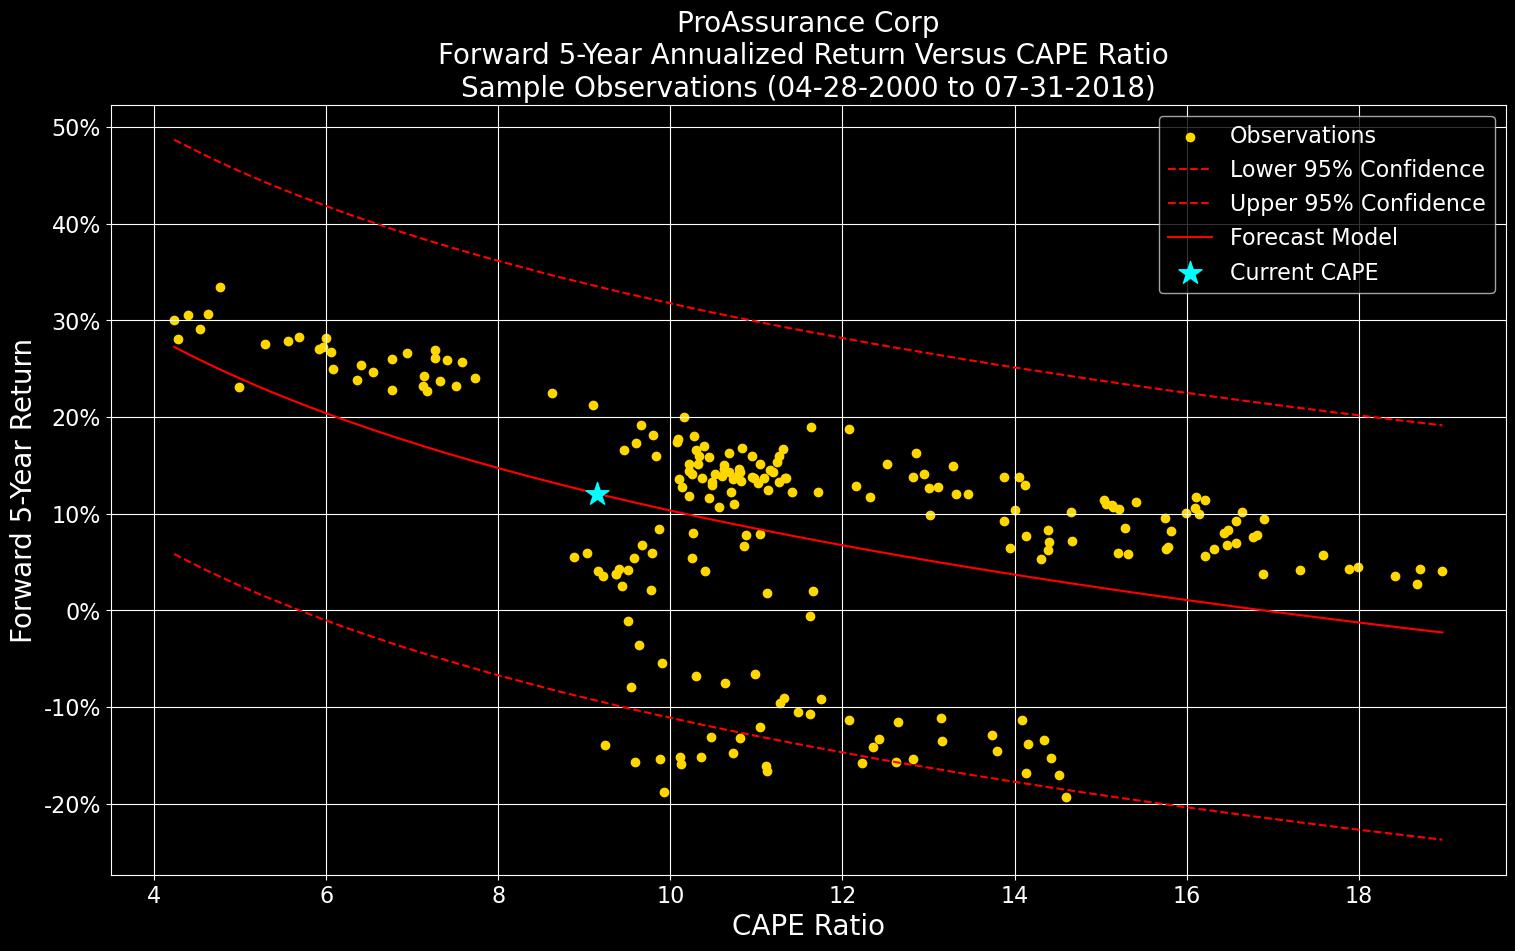 ProAssurance Corp
Forward 5-Year Annualized Return Versus CAPE Ratio
Sample Observations (04-28-2000 to 07-31-2018)
Observations
Lower 95% Confidence
Upper 95% Confidence
Forecast Model
Current CAPE
Forward 5-Year Return
50%
40%
30%
20%
10%
0%
-10%
-20%
4 6 8 10 12 14 16 18
CAPE Ratio